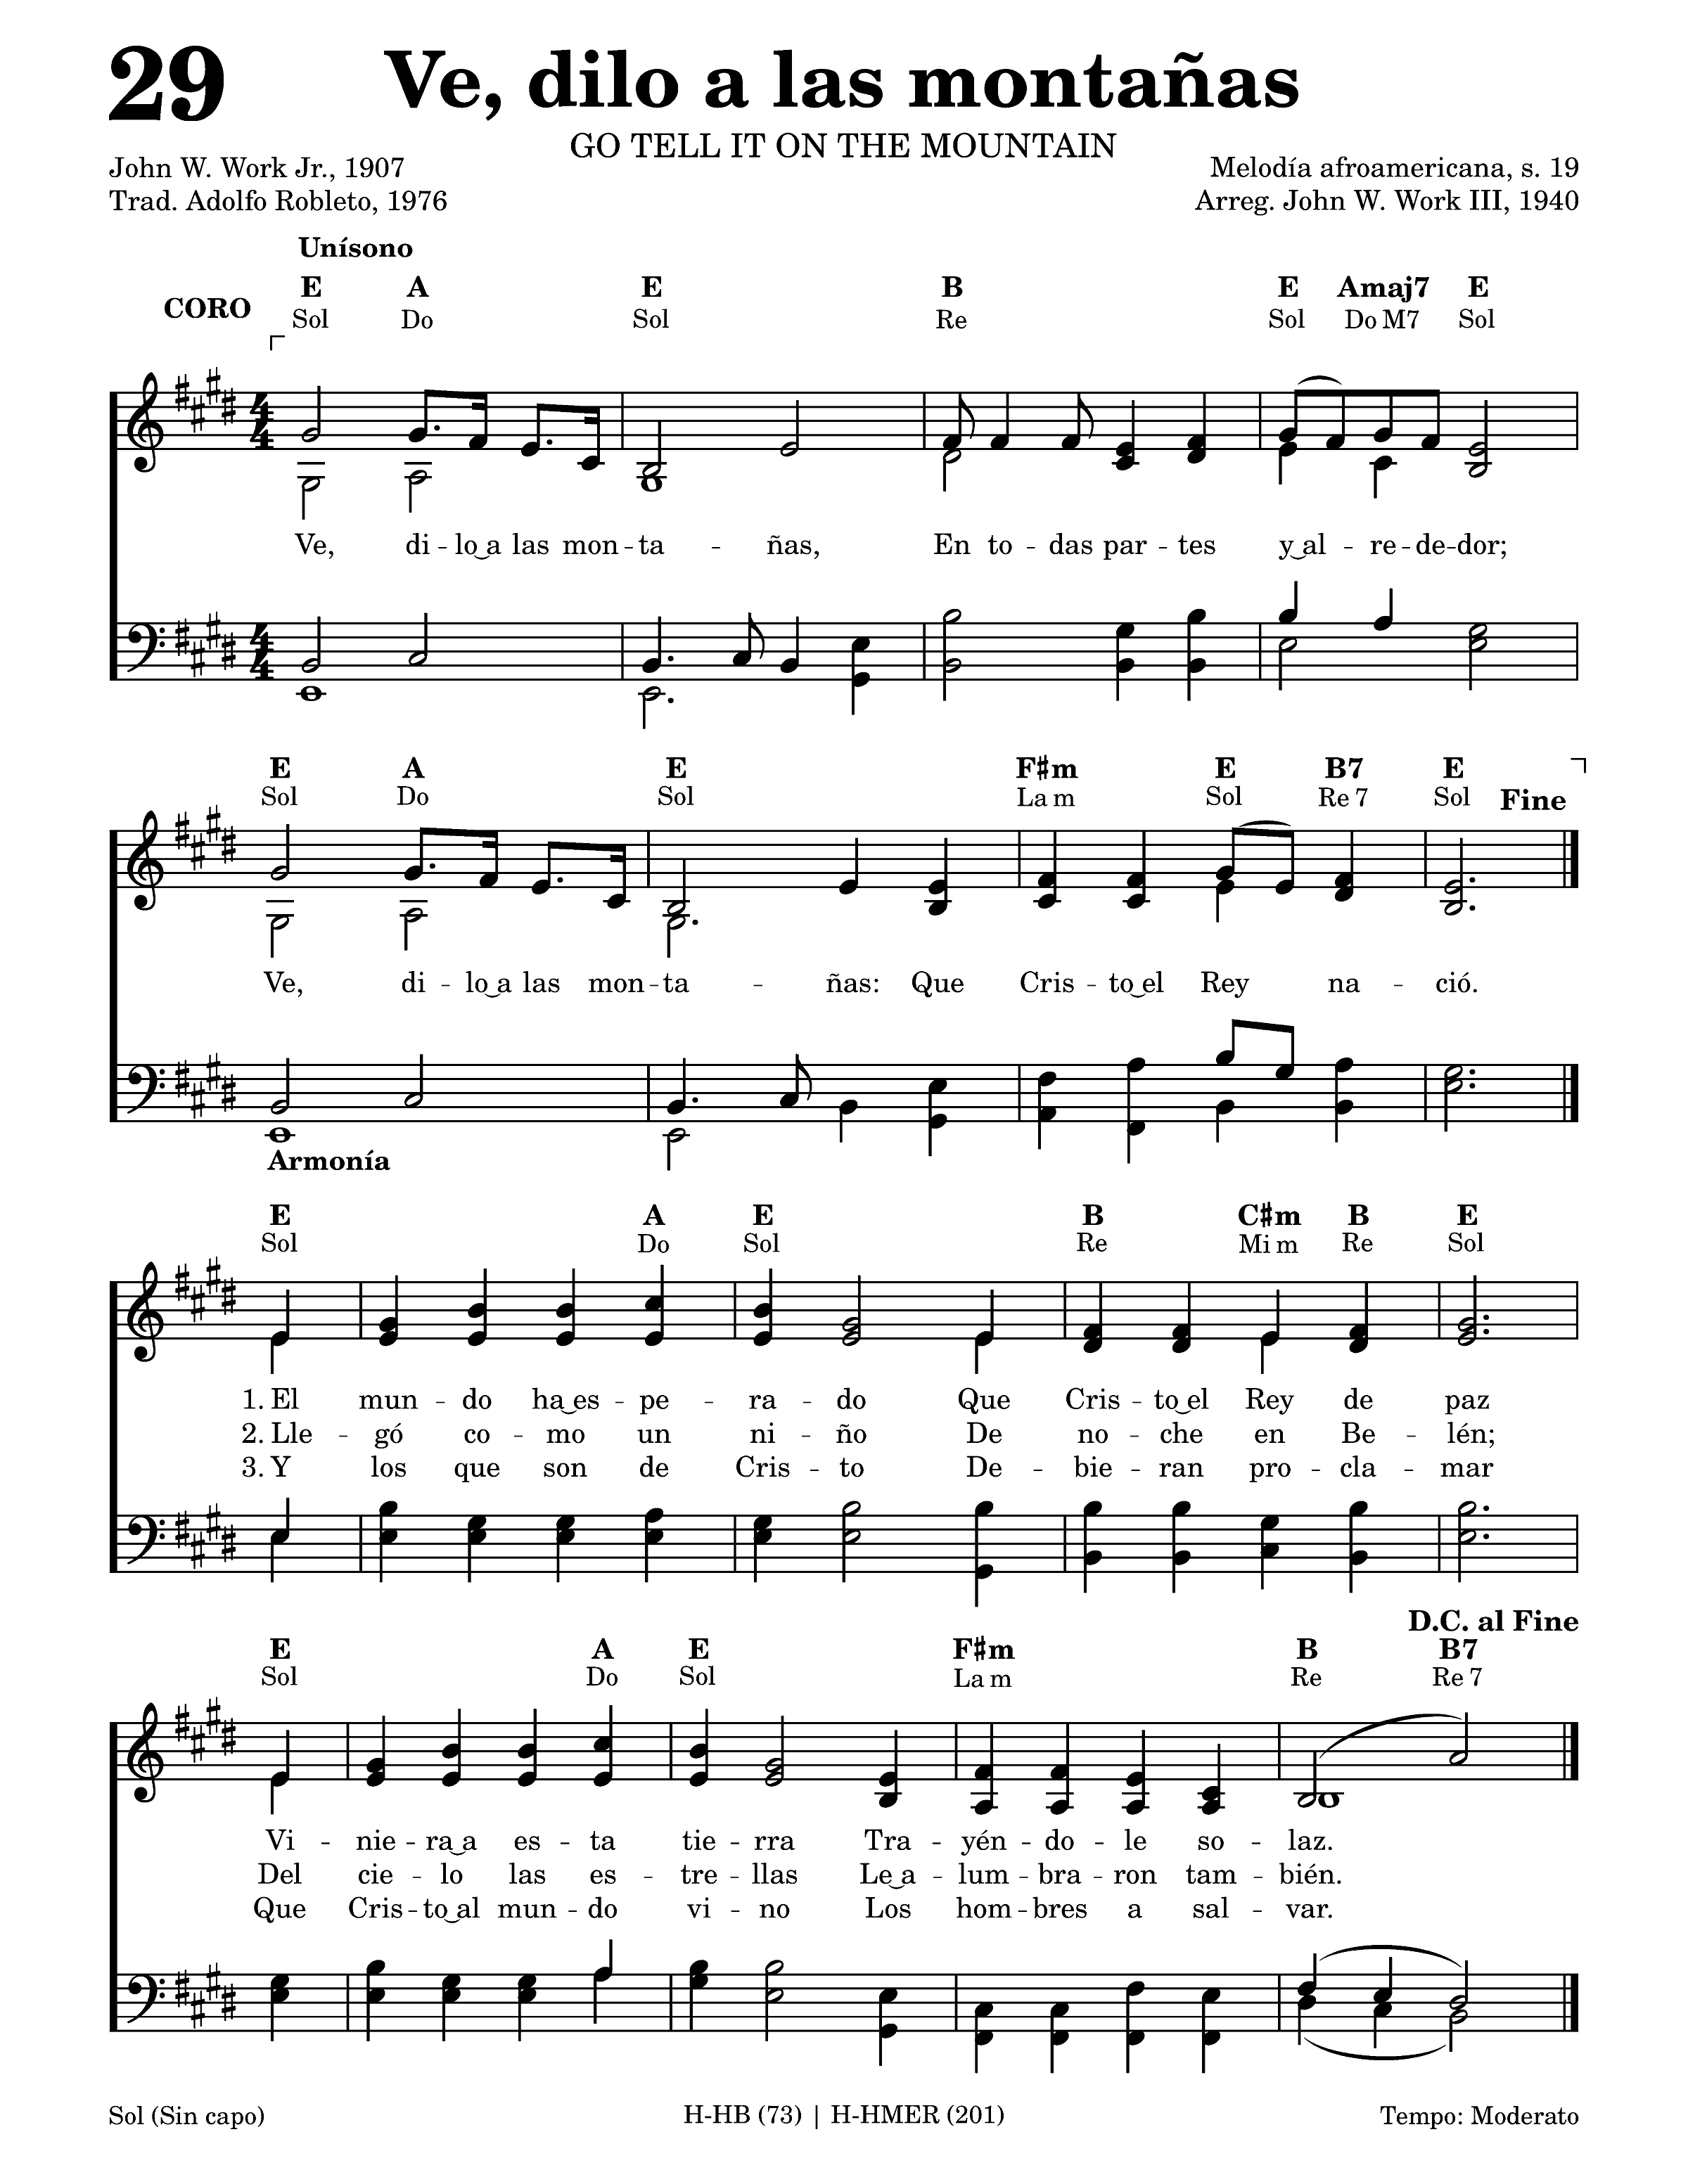 29 Ve, dilo a las montañas
GO TELL IT ON THE MOUNTAIN
John W. Work Jr., 1907 Melodía afroamericana, s. 19
Trad. Adolfo Robleto, 1976 Arreg. John W. Work III, 1940
Unísono
E A E B E Amaj7 E
CORO
Sol Do Sol Re Sol Do M7 Sol
4 4
Ve, di – lo‿a las mon – ta – ñas, En to – das par – tes y‿al – re – de – dor;
4 4
E A E F♯m E B7 E
Sol Do Sol La m Sol Re 7 Sol Fine
Ve, di – lo‿a las mon – ta – ñas: Que Cris – to‿el Rey na – ció.
Armonía
E A E B C♯m B E
Sol Do Sol Re Mi m Re Sol
1. El mun – do ha‿es – pe – ra – do Que Cris – to‿el Rey de paz
2. Lle – gó co – mo un ni – ño De no – che en Be – lén;
3. Y los que son de Cris – to De – bie – ran pro – cla – mar
D.C. al Fine
E A E F♯m B B7
Sol Do Sol La m Re Re 7
Vi – nie – ra‿a es – ta tie – rra Tra – yén – do – le so – laz.
Del cie – lo las es – tre – llas Le‿a – lum – bra – ron tam – bién.
Que Cris – to‿al mun – do vi – no Los hom – bres a sal – var.
Sol (Sin capo) H-HB (73) | H-HMER (201) Tempo: Moderato